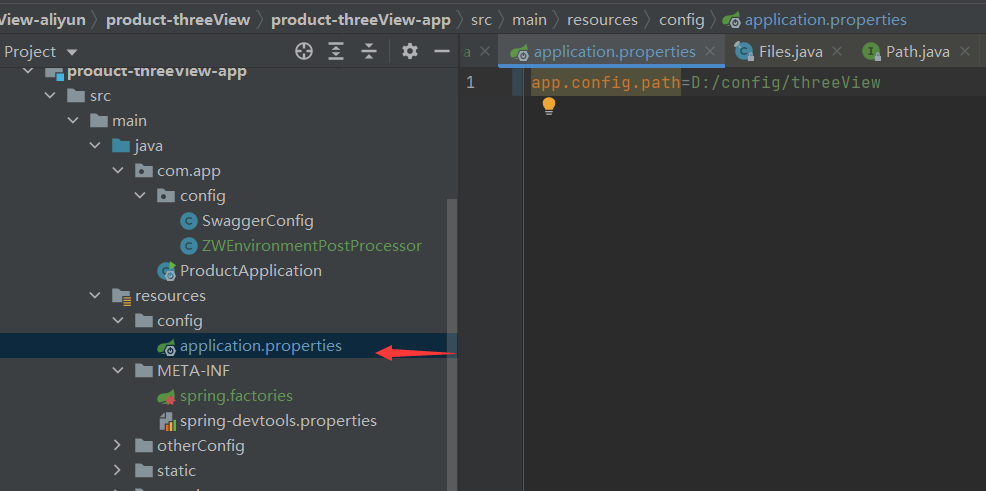 View-aliyun product-threeView product-threeView-app src main resources config application.properties
Project
a application.properties Files.java Path.java
product-threeView-app
1 app.config.path=D:/config/threeView
src
main
java
com.app
config
SwaggerConfig
ZWEnvironmentPostProcessor
ProductApplication
resources
config
application.properties
META-INF
spring.factories
spring-devtools.properties
otherConfig
static